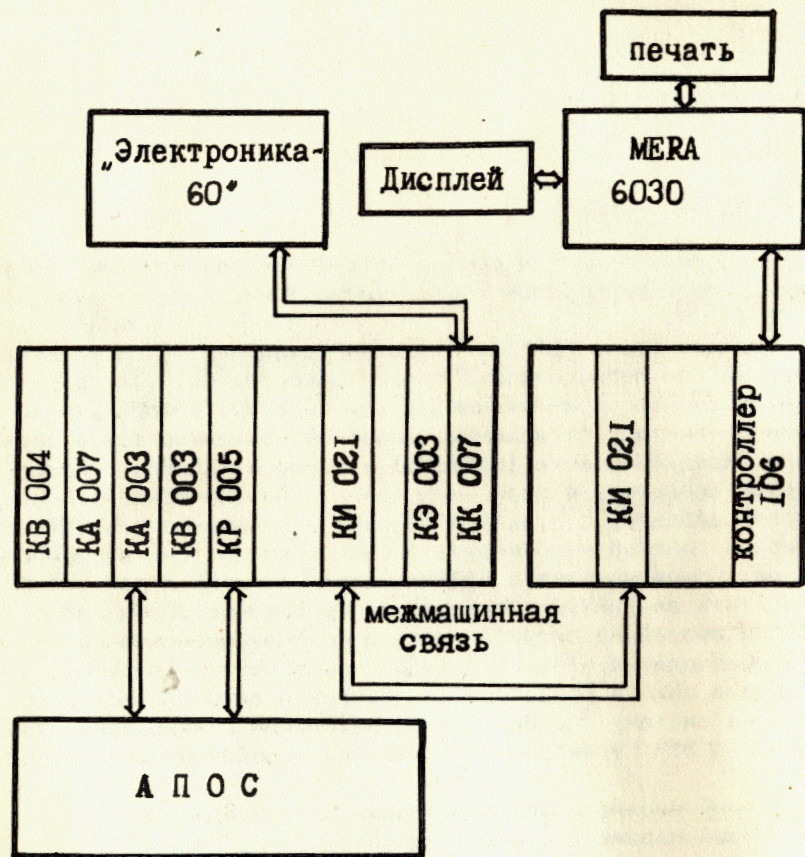 печать
„Электроника-
60"
Дисплей
MERA
6030
КВ 004
КА 007
КА 003
КВ 003
КР 005
КИ 021
КЭ 003
КК 007
КИ 021
контроллер
106
межмашинная
связь
А П О С